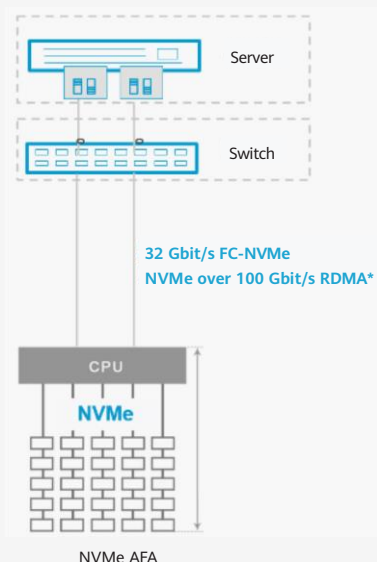 Server
Switch
32 Gbit/s FC-NVMe
NVMe over 100 Gbit/s RDMA*
CPU
NVMe
NVMe AFA